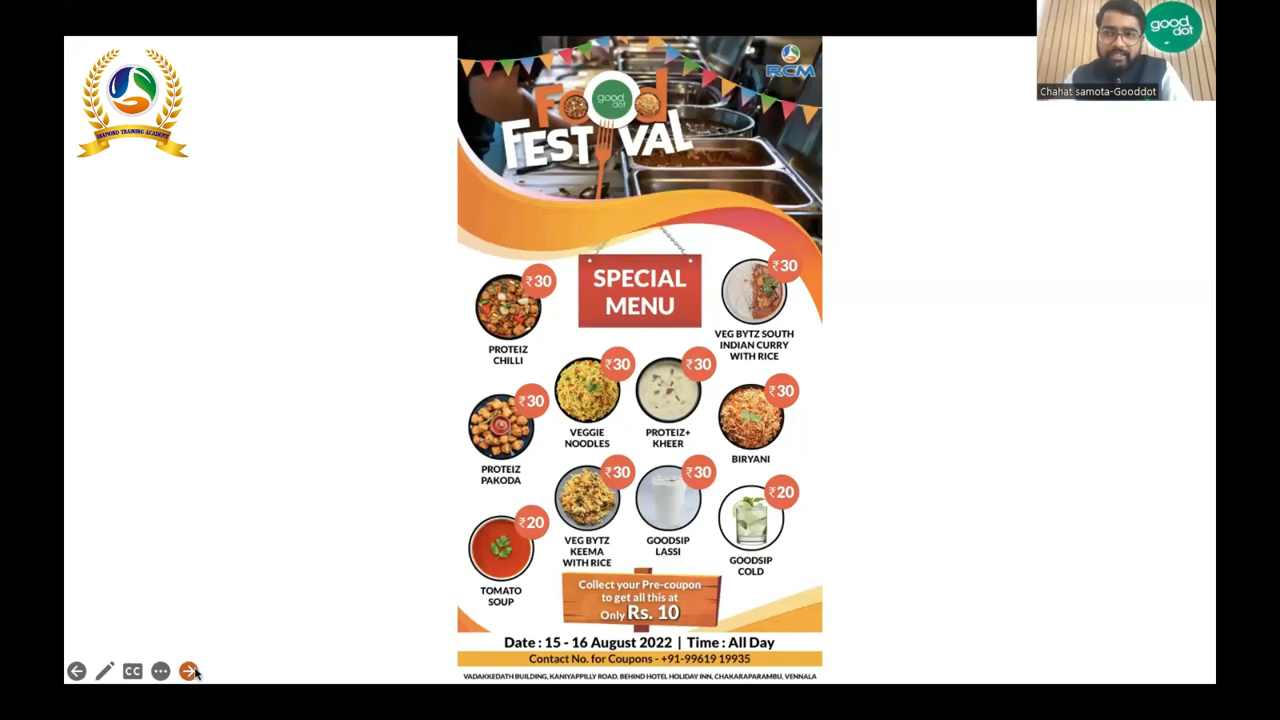 good
dot
Chahat samota-Gooddot
DIAMOND TRAINING ACADEMY
RCM
Food
good
dot
FESTIVAL
SPECIAL
MENU
₹30
PROTEIZ
CHILLI
₹30
VEG BYTZ SOUTH
INDIAN CURRY
WITH RICE
₹30
VEGGIE
NOODLES
₹30
PROTEIZ+
KHEER
₹30
PROTEIZ
PAKODA
₹30
BIRYANI
₹30
VEG BYTZ
KEEMA
WITH RICE
₹30
GOODSIP
LASSI
₹20
GOODSIP
COLD
₹20
TOMATO
SOUP
Collect your Pre-coupon
to get all this at
Only Rs. 10
Date : 15 - 16 August 2022 | Time : All Day
Contact No. for Coupons - +91-99619 19935
VADAKKEDATH BUILDING, KANIYAPPILLY ROAD, BEHIND HOTEL HOLIDAY INN, CHAKARAPARAMBU, VENNALA
CC